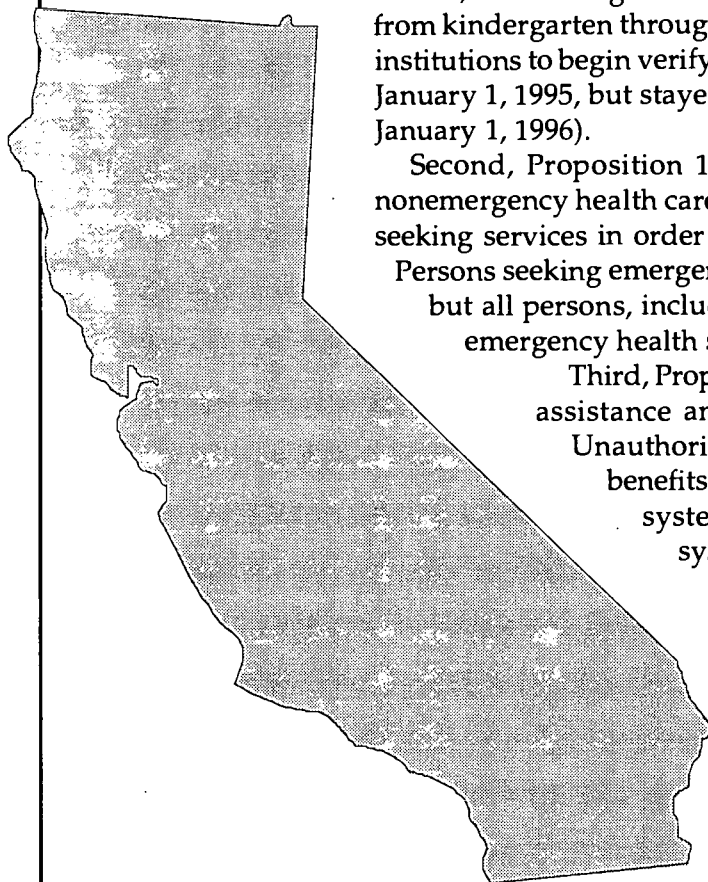 from kindergarten throug
institutions to begin verify
January 1, 1995, but staye
January 1, 1996).
Second, Proposition 1
nonemergency health care
seeking services in order
Persons seeking emerger
but all persons, inclu
emergency health s
Third, Prop
assistance ar
Unauthori
benefits
syste
sy